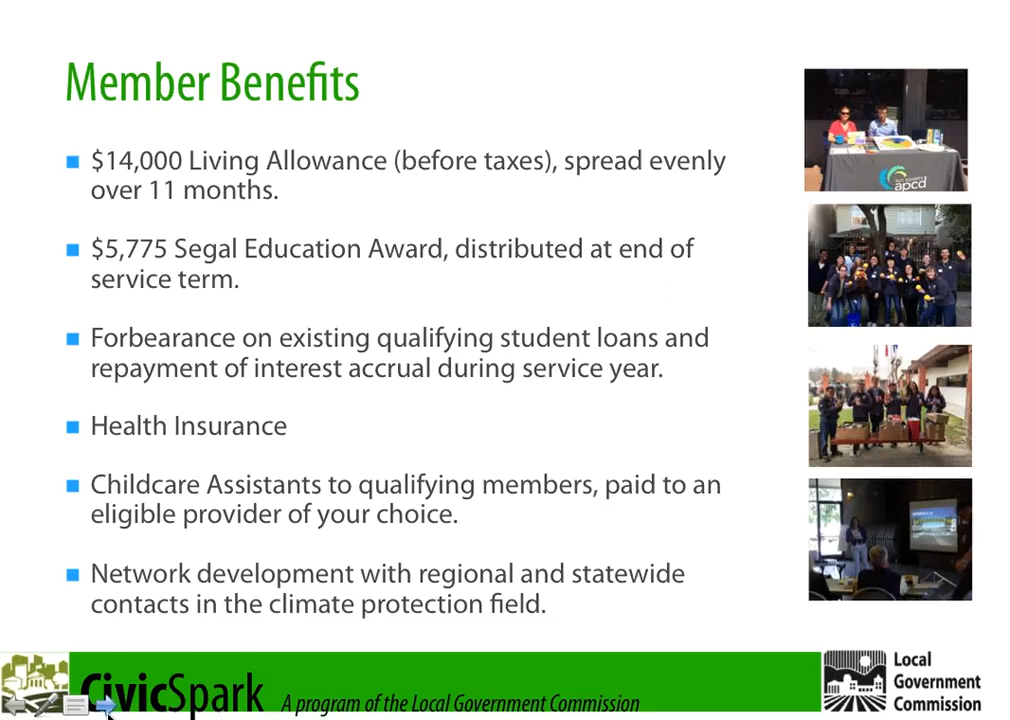 Member Benefits
$14,000 Living Allowance (before taxes), spread evenly
over 11 months.
$5,775 Segal Education Award, distributed at end of
service term.
Forbearance on existing qualifying student loans and
repayment of interest accrual during service year.
Health Insurance
Childcare Assistants to qualifying members, paid to an
eligible provider of your choice.
Network development with regional and statewide
contacts in the climate protection field.
apcd
CivicSpark A program of the Local Government Commission
Local
Government
Commission